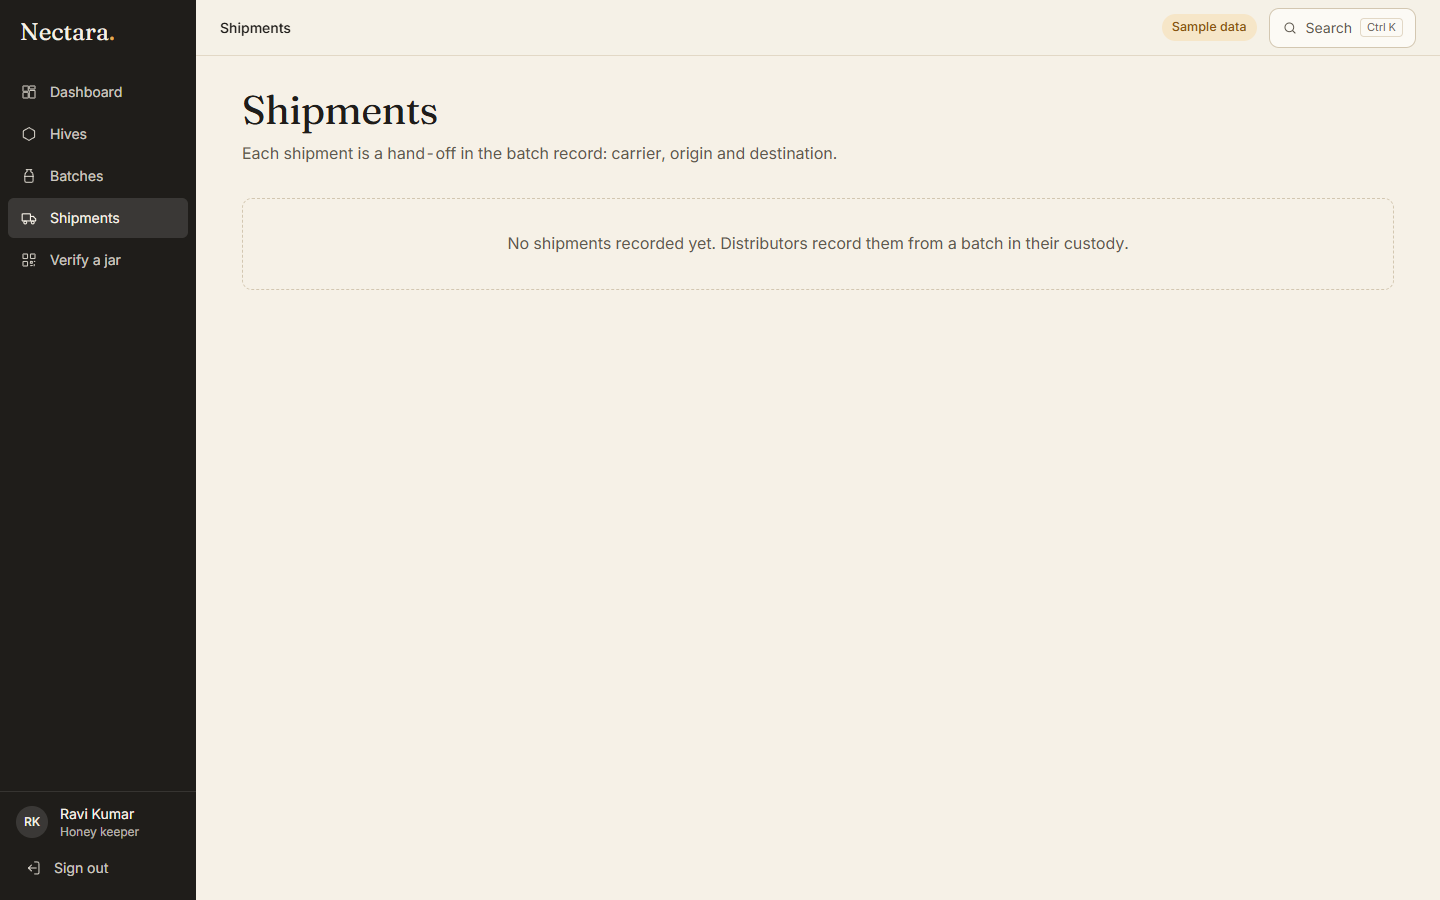 Nectara.
Dashboard
Hives
Batches
Shipments
Verify a jar
RK
Ravi Kumar
Honey keeper
Sign out
Shipments
Sample data
Search
Ctrl K
Shipments
Each shipment is a hand-off in the batch record: carrier, origin and destination.
No shipments recorded yet. Distributors record them from a batch in their custody.